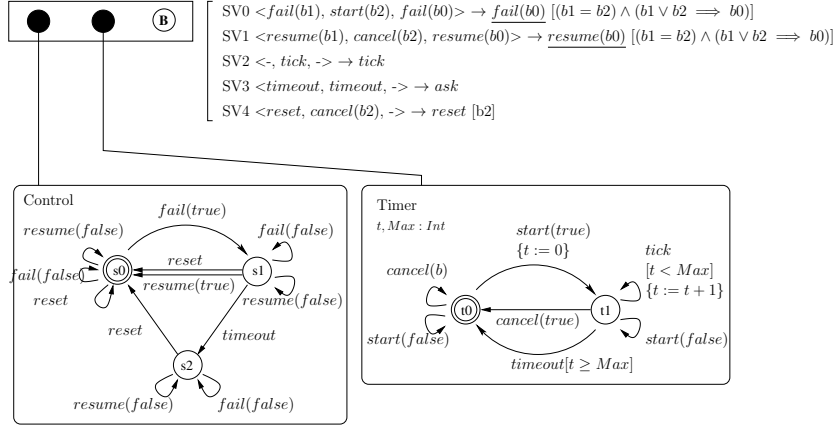 B
SV0 <fail(b1), start(b2), fail(b0)> → fail(b0) [(b1 = b2) ∧ (b1 ∨ b2 ⟹ b0)]
SV1 <resume(b1), cancel(b2), resume(b0)> → resume(b0) [(b1 = b2) ∧ (b1 ∨ b2 ⟹ b0)]
SV2 <-, tick, -> → tick
SV3 <timeout, timeout, -> → ask
SV4 <reset, cancel(b2), -> → reset [b2]
Control
fail(true)
resume(false)
fail(false)
fail(false)
reset
s0
reset
resume(true)
s1
resume(false)
reset
timeout
s2
resume(false)
fail(false)
Timer
t, Max : Int
start(true)
{t := 0}
tick
[t < Max]
{t := t + 1}
cancel(b)
t0
t1
cancel(true)
start(false)
start(false)
timeout[t ≥ Max]